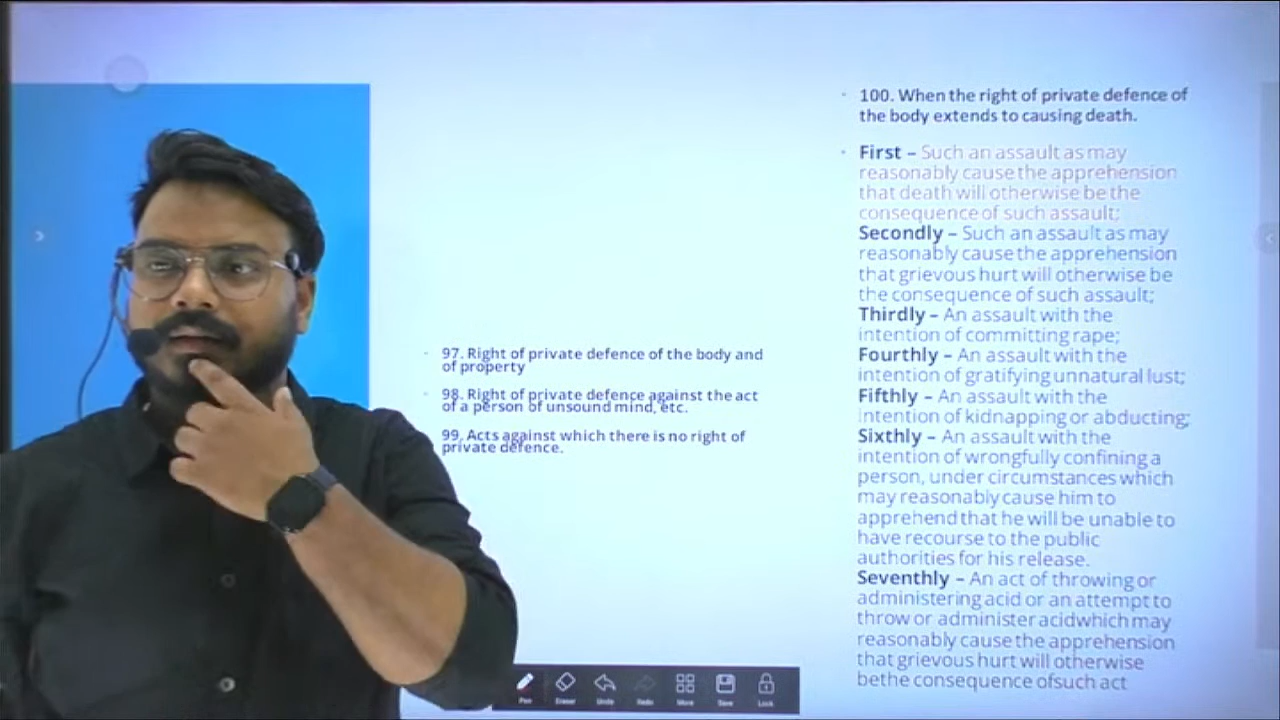 97. Right of private defence of the body and
of property
98. Right of private defence against the act
of a person of unsound mind, etc.
99. Acts against which there is no right of
private defence.
100. When the right of private defence of
the body extends to causing death.
First – Such an assault as may
reasonably cause the apprehension
that death will otherwise be the
consequence of such assault;
Secondly – Such an assault as may
reasonably cause the apprehension
that grievous hurt will otherwise be
the consequence of such assault;
Thirdly – An assault with the
intention of committing rape;
Fourthly – An assault with the
intention of gratifying unnatural lust;
Fifthly – An assault with the
intention of kidnapping or abducting;
Sixthly – An assault with the
intention of wrongfully confining a
person, under circumstances which
may reasonably cause him to
apprehend that he will be unable to
have recourse to the public
authorities for his release.
Seventhly – An act of throwing or
administering acid or an attempt to
throw or administer acidwhich may
reasonably cause the apprehension
that grievous hurt will otherwise
bethe consequence ofsuch act
Pen Eraser Undo Redo More Save Lock